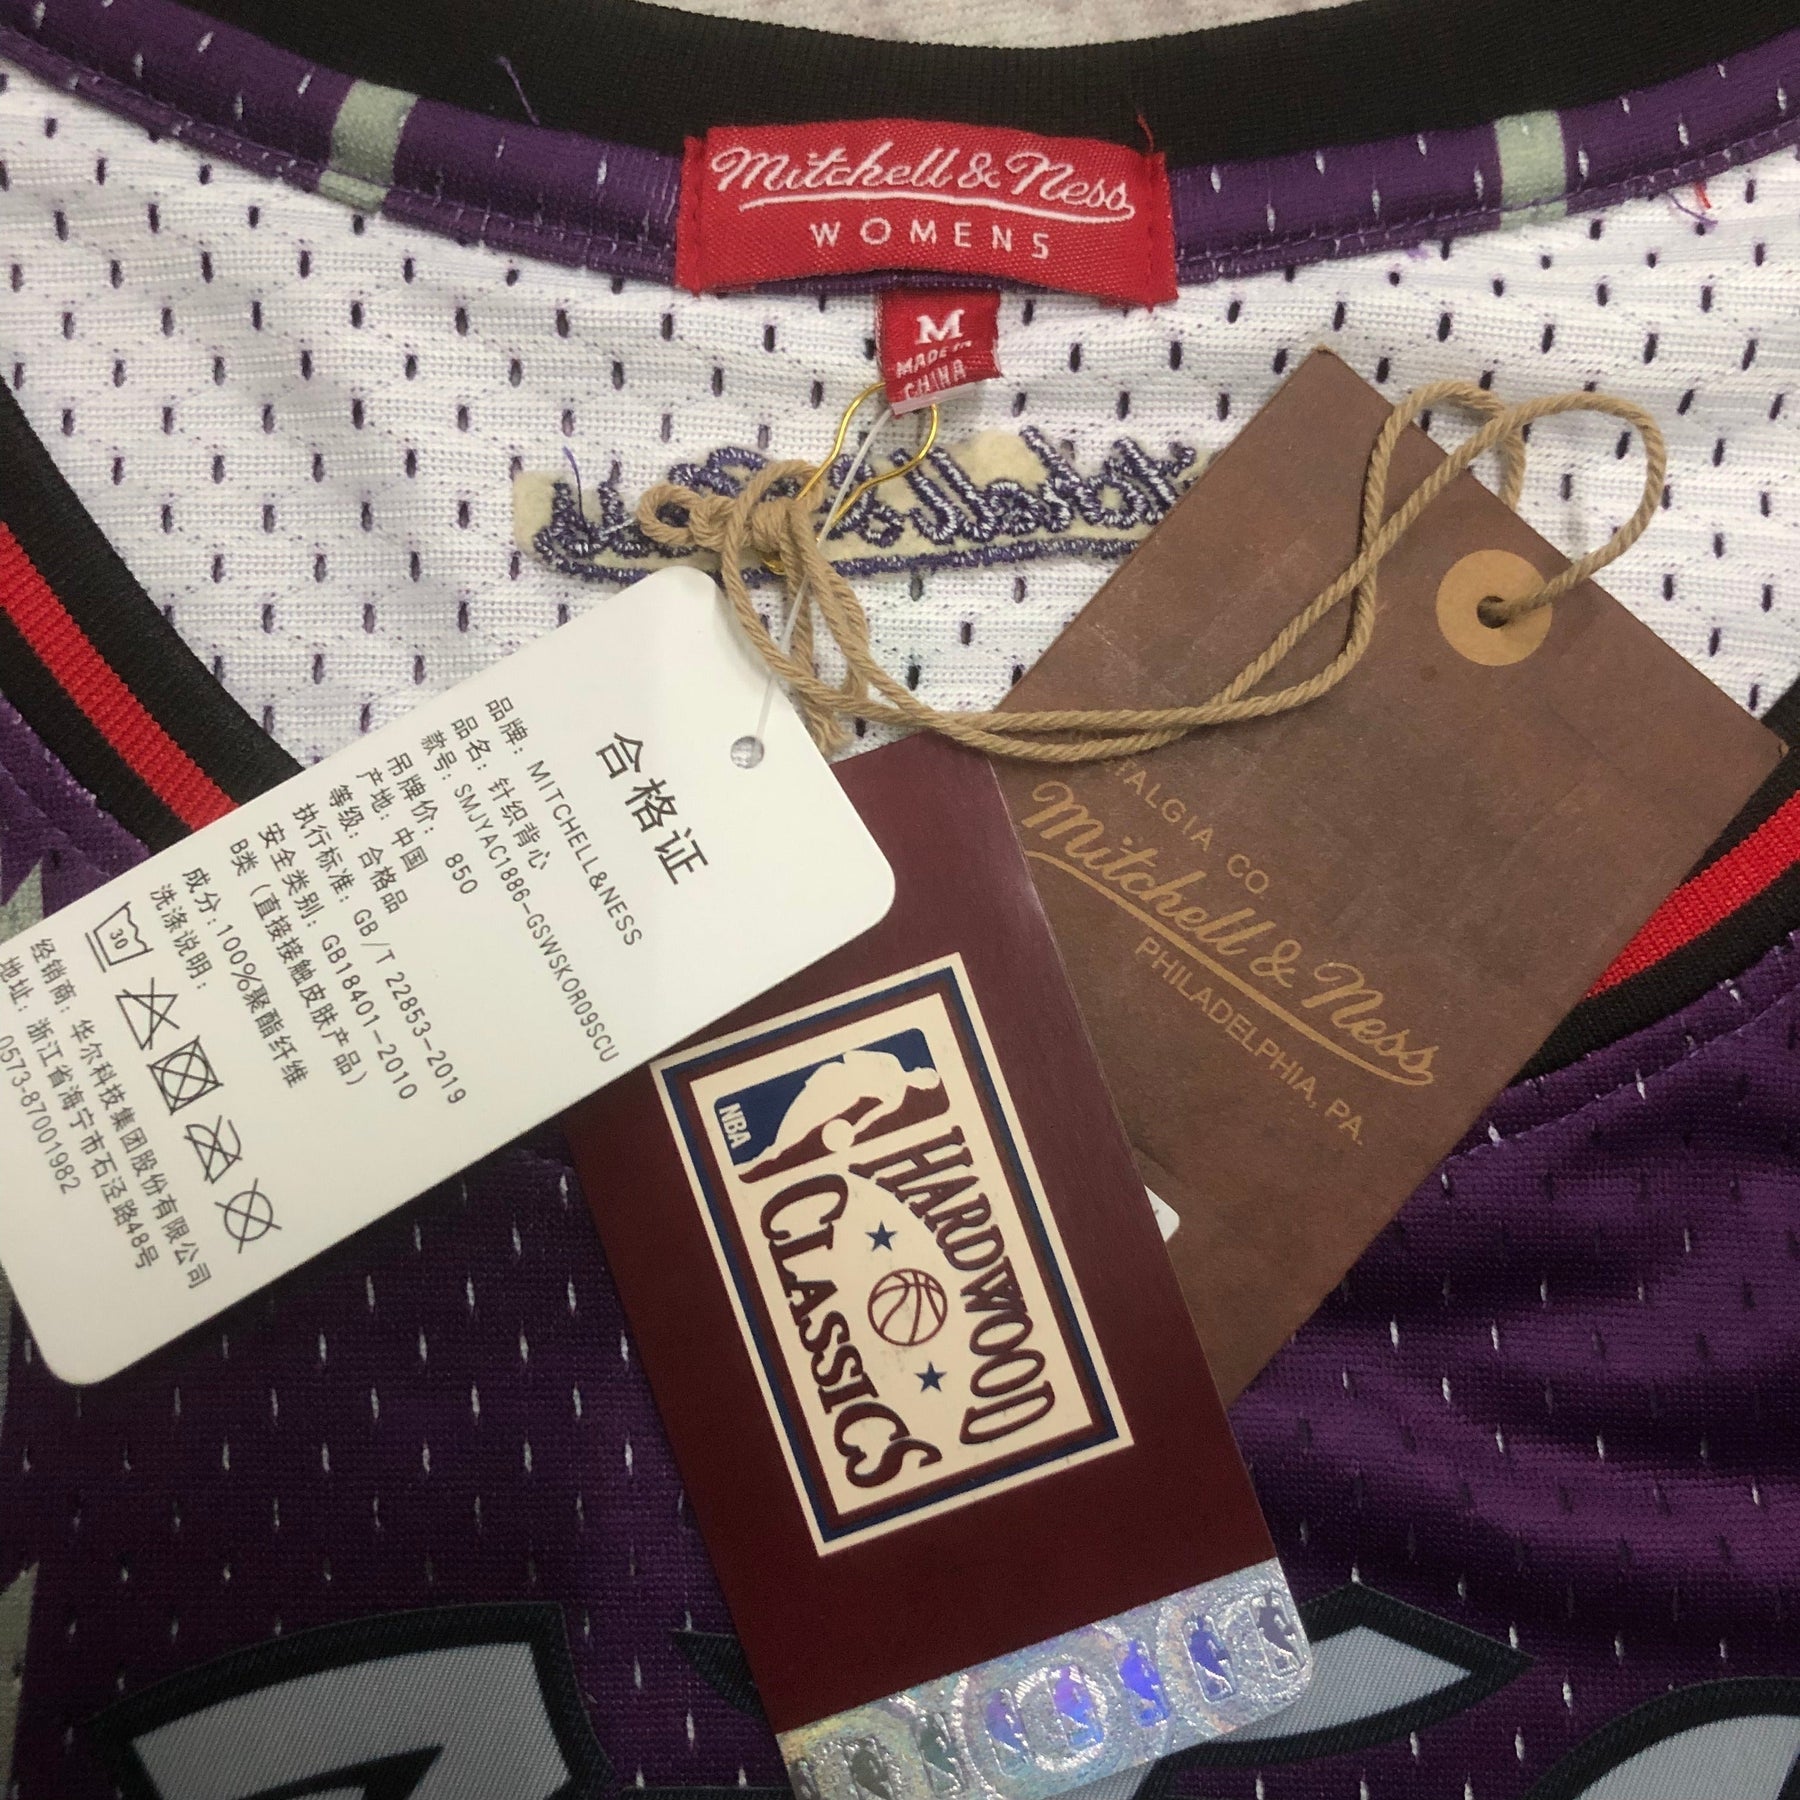 Mitchell & Ness
WOMENS
M
MADE IN
CHINA
合格证
品牌: MITCHELL&NESS
品名: 针织背心
款号: SMJYAC1886-GSWSKOR09SCU
吊牌价: 850
产地: 中国
等级: 合格品
执行标准: GB/T 22853-2019
安全类别: GB18401-2010
B类 (直接接触皮肤产品)
成分: 100%聚酯纤维
洗涤说明:
30
经销商: 华尔科技集团股份有限公司
地址: 浙江省海宁市石泾路48号
0573-87001982
NBA
HARDWOOD
CLASSICS
TALGIA CO.
Mitchell & Ness
PHILADELPHIA, PA.